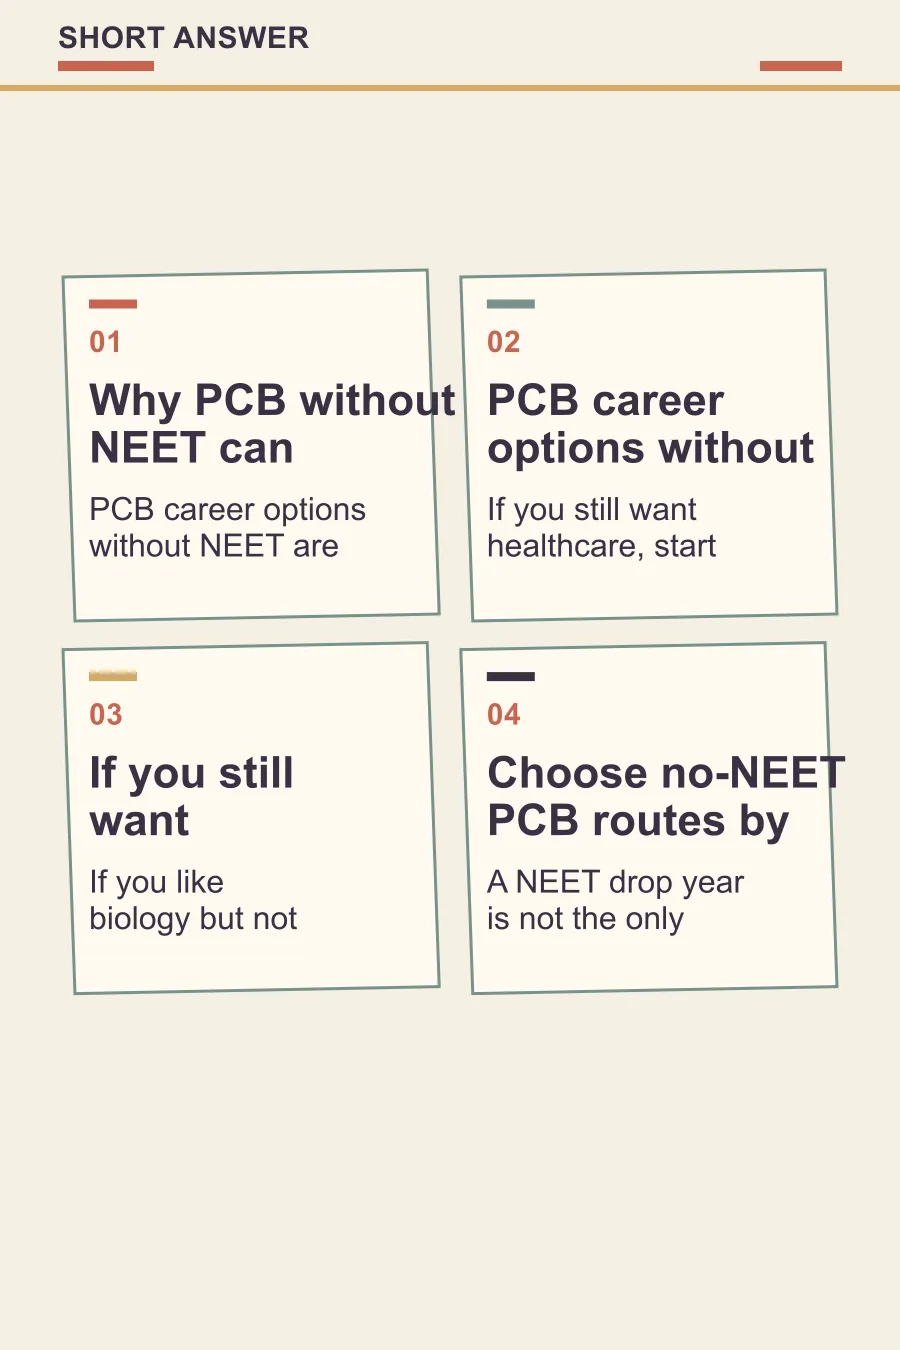 SHORT ANSWER
01
Why PCB without
NEET can
PCB career options
without NEET are
02
PCB career
options without
If you still want
healthcare, start
03
If you still
want
If you like
biology but not
04
Choose no-NEET
PCB routes by
A NEET drop year
is not the only